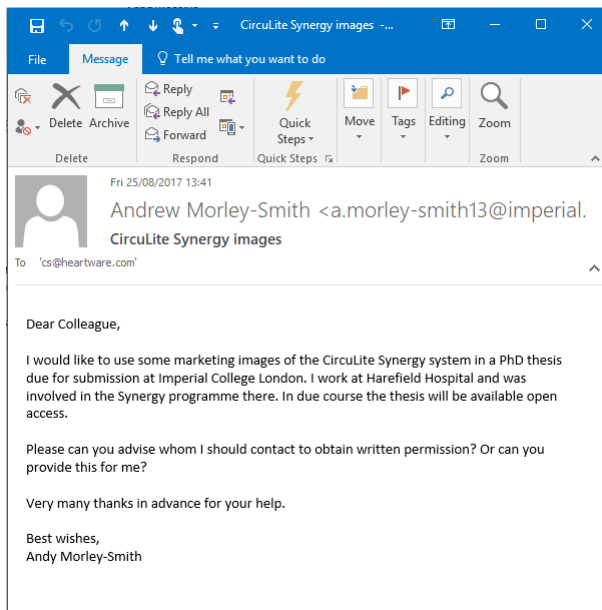 CircuLite Synergy images -...
File Message Tell me what you want to do
Delete Archive
Reply
Reply All
Forward
Quick
Steps
Move
Tags
Editing
Zoom
Delete Respond Quick Steps Zoom
Fri 25/08/2017 13:41
Andrew Morley-Smith <a.morley-smith13@imperial.
CircuLite Synergy images
To 'cs@heartware.com'
Dear Colleague,
I would like to use some marketing images of the CircuLite Synergy system in a PhD thesis
due for submission at Imperial College London. I work at Harefield Hospital and was
involved in the Synergy programme there. In due course the thesis will be available open
access.
Please can you advise whom I should contact to obtain written permission? Or can you
provide this for me?
Very many thanks in advance for your help.
Best wishes,
Andy Morley-Smith